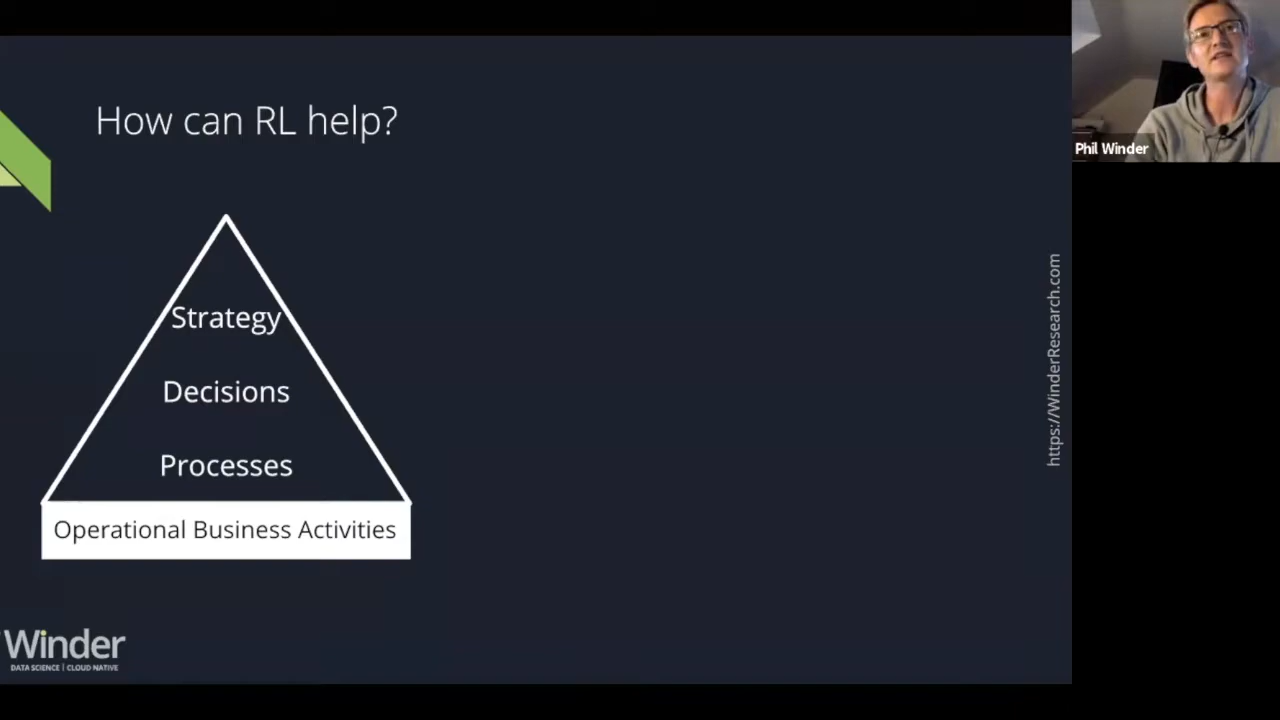 How can RL help?
Phil Winder
Strategy
Decisions
Processes
Operational Business Activities
https://WinderResearch.com
Winder
DATA SCIENCE | CLOUD NATIVE